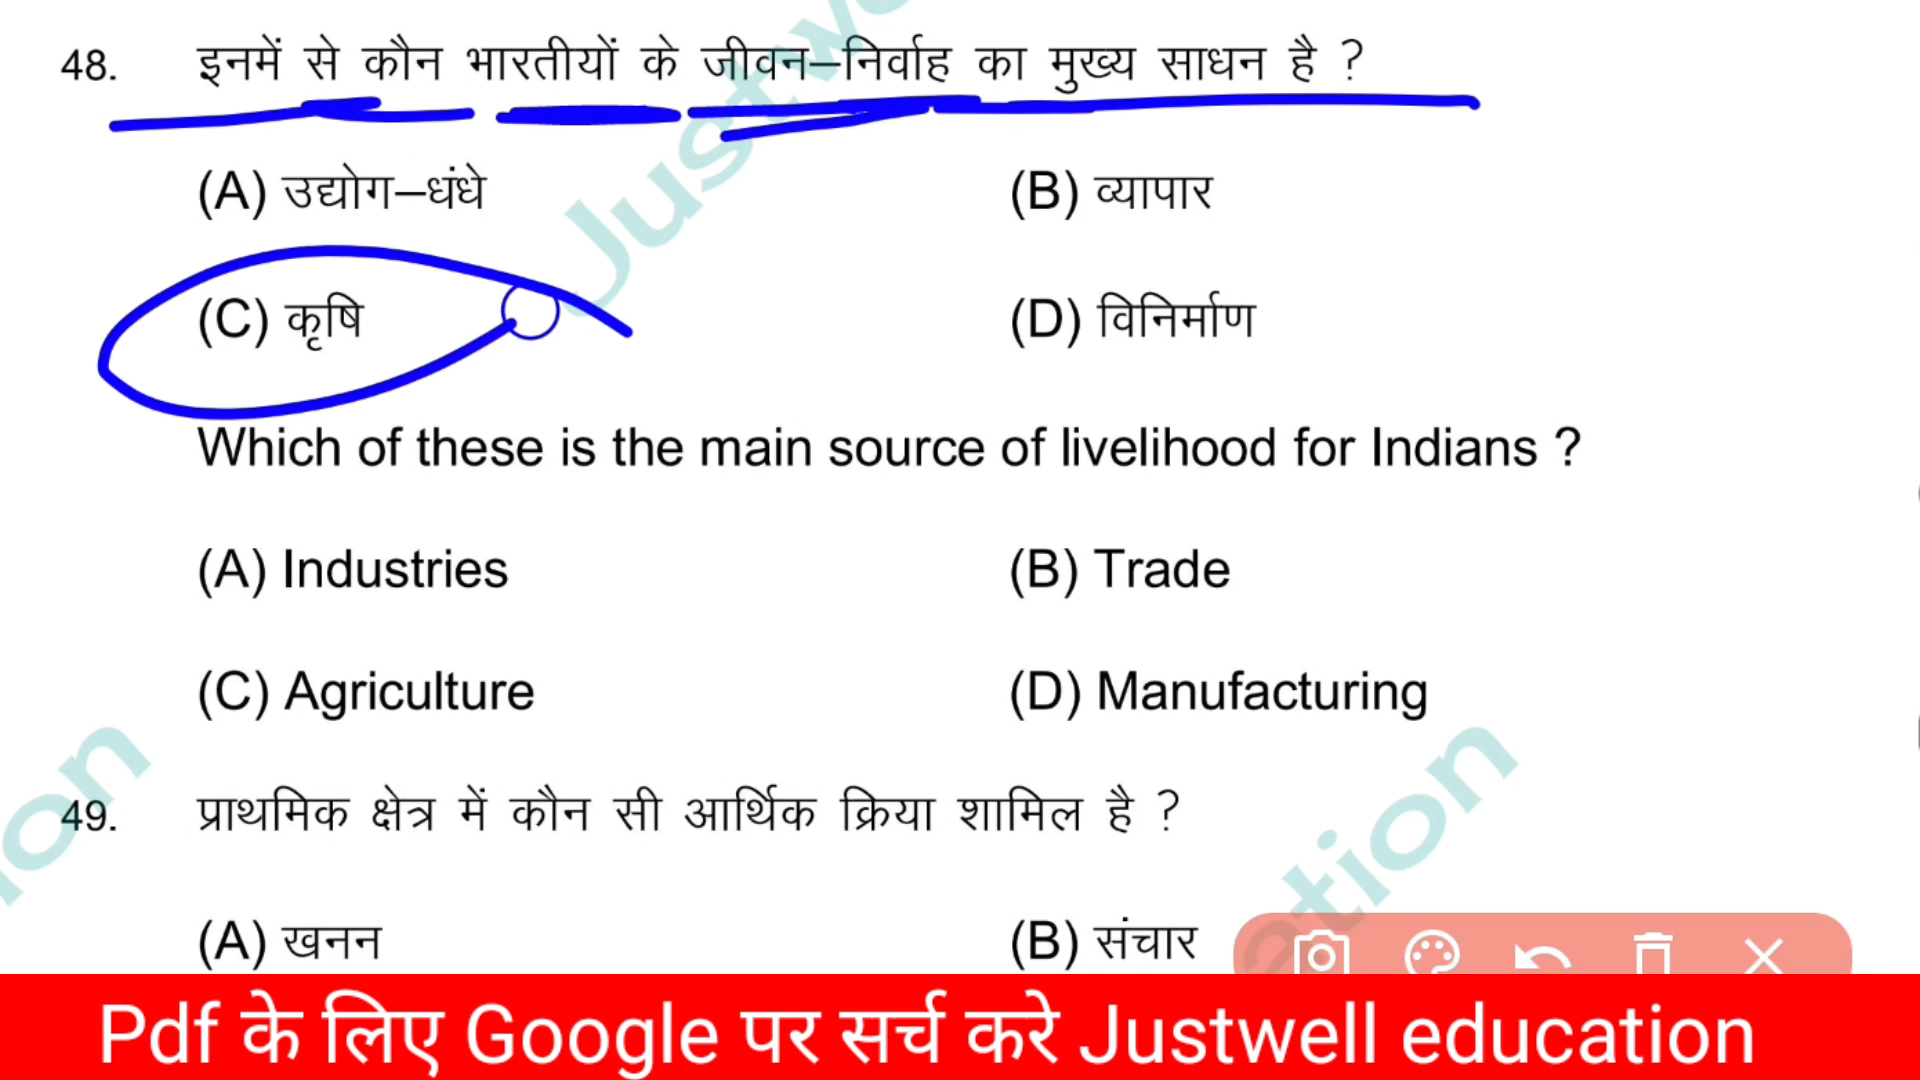 48. इनमें से कौन भारतीयों के जीवन–निर्वाह का मुख्य साधन है ?
(A) उद्योग–धंधे (B) व्यापार
(C) कृषि (D) विनिर्माण
Which of these is the main source of livelihood for Indians ?
(A) Industries (B) Trade
(C) Agriculture (D) Manufacturing
49. प्राथमिक क्षेत्र में कौन सी आर्थिक क्रिया शामिल है ?
(A) खनन (B) संचार
Pdf के लिए Google पर सर्च करे Justwell education